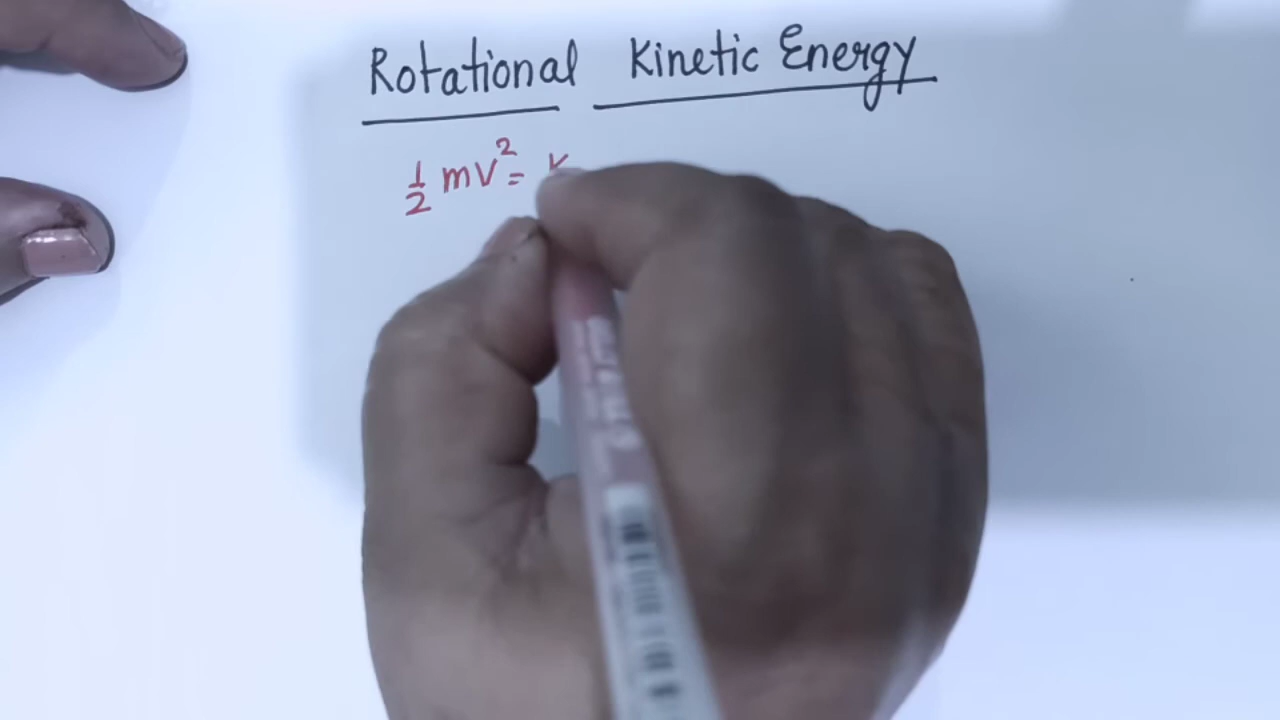 Rotational Kinetic Energy
½ mv² = K